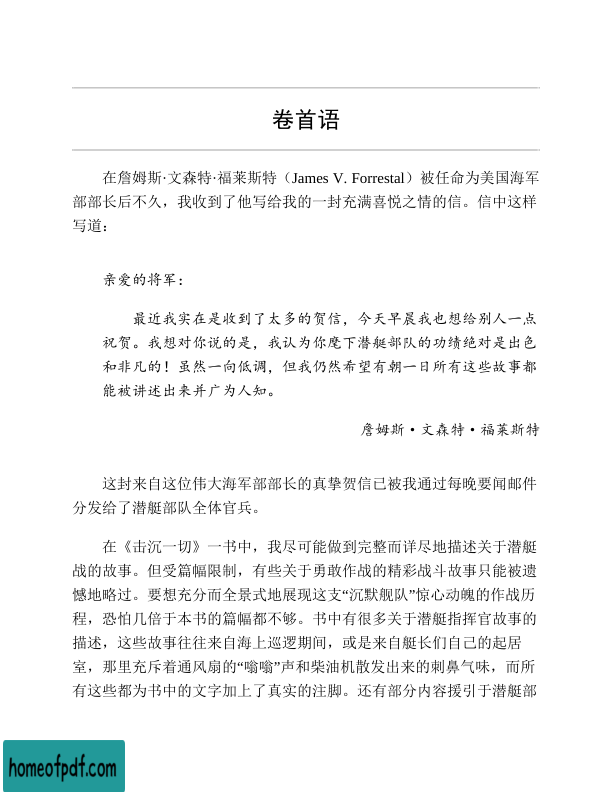 卷首语
在詹姆斯·文森特·福莱斯特（James V. Forrestal）被任命为美国海军
部部长后不久，我收到了他写给我的一封充满喜悦之情的信。信中这样
写道：
亲爱的将军：
最近我实在是收到了太多的贺信，今天早晨我也想给别人一点
祝贺。我想对你说的是，我认为你麾下潜艇部队的功绩绝对是出色
和非凡的！虽然一向低调，但我仍然希望有朝一日所有这些故事都
能被讲述出来并广为人知。
詹姆斯·文森特·福莱斯特
这封来自这位伟大海军部部长的真挚贺信已被我通过每晚要闻邮件
分发给了潜艇部队全体官兵。
在《击沉一切》一书中，我尽可能做到完整而详尽地描述关于潜艇
战的故事。但受篇幅限制，有些关于勇敢作战的精彩战斗故事只能被遗
憾地略过。要想充分而全景式地展现这支“沉默舰队”惊心动魄的作战历
程，恐怕几倍于本书的篇幅都不够。书中有很多关于潜艇指挥官故事的
描述，这些故事往往来自海上巡逻期间，或是来自艇长们自己的起居
室，那里充斥着通风扇的“嗡嗡”声和柴油机散发出来的刺鼻气味，而所
有这些都为书中的文字加上了真实的注脚。还有部分内容援引于潜艇部
homeofpdf.com